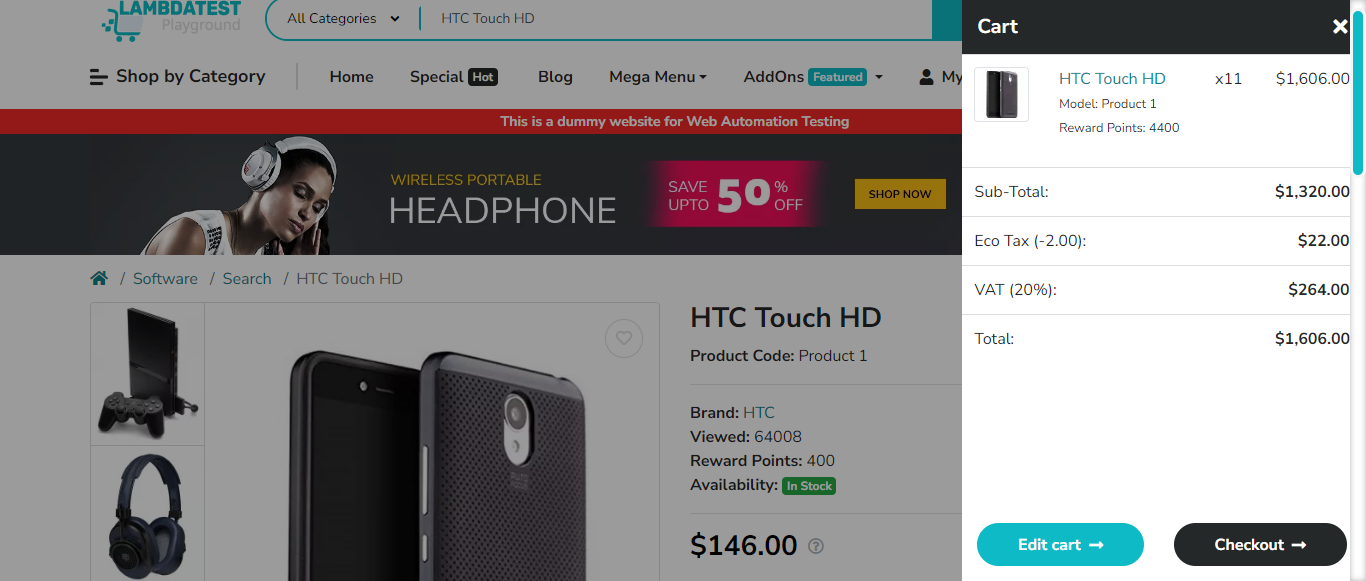 LAMBDATEST
Playground
All Categories
HTC Touch HD
Shop by Category
Home
Special Hot
Blog
Mega Menu
AddOns Featured
My
This is a dummy website for Web Automation Testing
WIRELESS PORTABLE
HEADPHONE
SAVE
UPTO
50
%
OFF
SHOP NOW
/ Software / Search / HTC Touch HD
HTC Touch HD
Product Code: Product 1
Brand: HTC
Viewed: 64008
Reward Points: 400
Availability: In Stock
$146.00
Cart
HTC Touch HD x11 $1,606.00
Model: Product 1
Reward Points: 4400
Sub-Total: $1,320.00
Eco Tax (-2.00): $22.00
VAT (20%): $264.00
Total: $1,606.00
Edit cart
Checkout